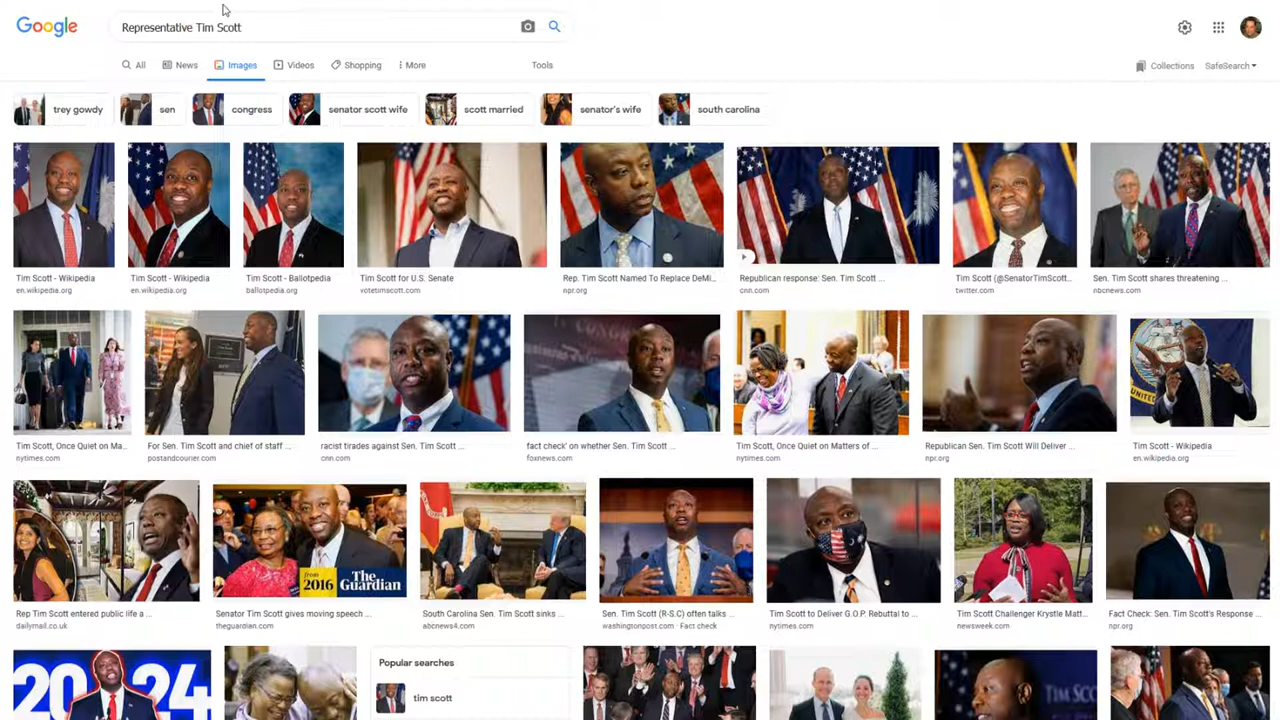 Google
Representative Tim Scott
All News Images Videos Shopping More Tools
Collections SafeSearch
trey gowdy sen congress senator scott wife scott married senator's wife south carolina
Tim Scott - Wikipedia Tim Scott - Wikipedia Tim Scott - Ballotpedia Tim Scott for U.S. Senate Rep. Tim Scott Named To Replace DeMi... Republican response: Sen. Tim Scott ... Tim Scott (@SenatorTimScott... Sen. Tim Scott shares threatening ...
en.wikipedia.org en.wikipedia.org ballotpedia.org votetimscott.com npr.org cnn.com twitter.com nbcnews.com
Tim Scott, Once Quiet on Ma... For Sen. Tim Scott and chief of staff ... racist tirades against Sen. Tim Scott ... fact check' on whether Sen. Tim Scott ... Tim Scott, Once Quiet on Matters of ... Republican Sen. Tim Scott Will Deliver ... Tim Scott - Wikipedia
nytimes.com postandcourier.com cnn.com foxnews.com nytimes.com npr.org en.wikipedia.org
from
2016
The
Guardian
Rep Tim Scott entered public life a ... Senator Tim Scott gives moving speech ... South Carolina Sen. Tim Scott sinks ... Sen. Tim Scott (R-S.C) often talks ... Tim Scott to Deliver G.O.P. Rebuttal to ... Tim Scott Challenger Krystle Matt... Fact Check: Sen. Tim Scott's Response ...
dailymail.co.uk theguardian.com abcnews4.com washingtonpost.com · Fact check nytimes.com newsweek.com npr.org
Popular searches
tim scott